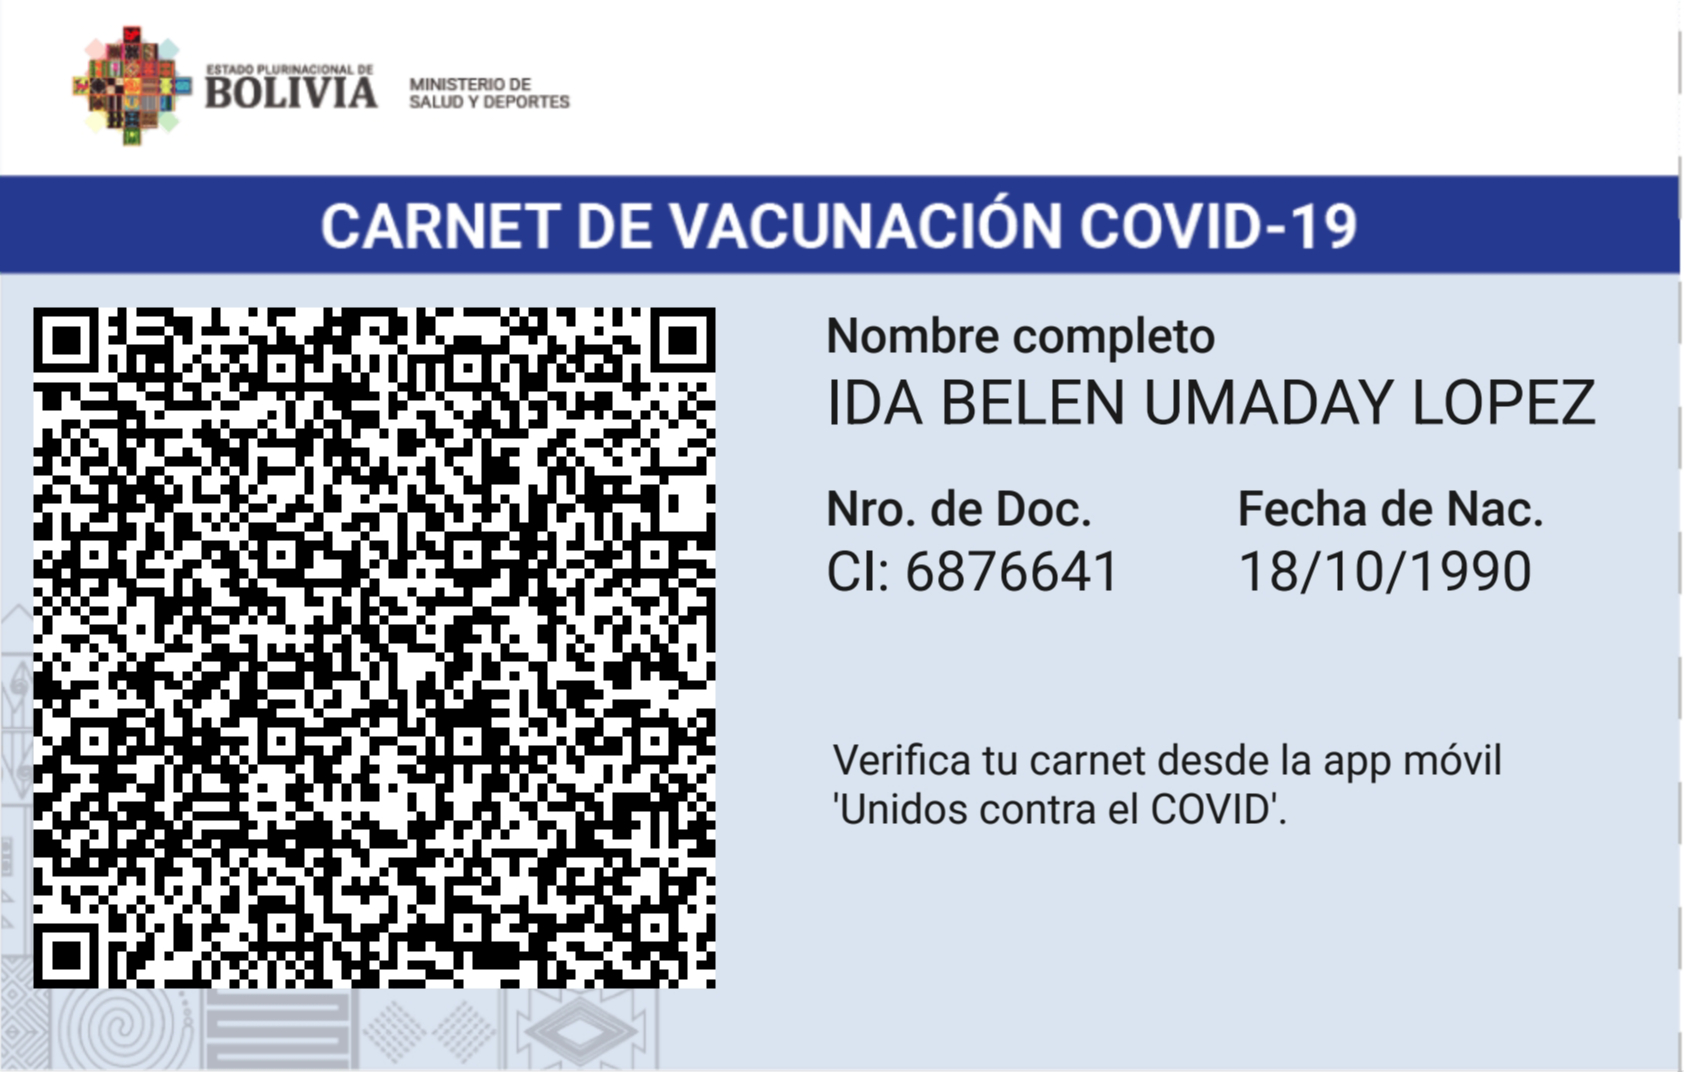 ESTADO PLURINACIONAL DE
BOLIVIA
MINISTERIO DE
SALUD Y DEPORTES
CARNET DE VACUNACIÓN COVID-19
Nombre completo
IDA BELEN UMADAY LOPEZ
Nro. de Doc. Fecha de Nac.
CI: 6876641 18/10/1990
Verifica tu carnet desde la app móvil
'Unidos contra el COVID'.